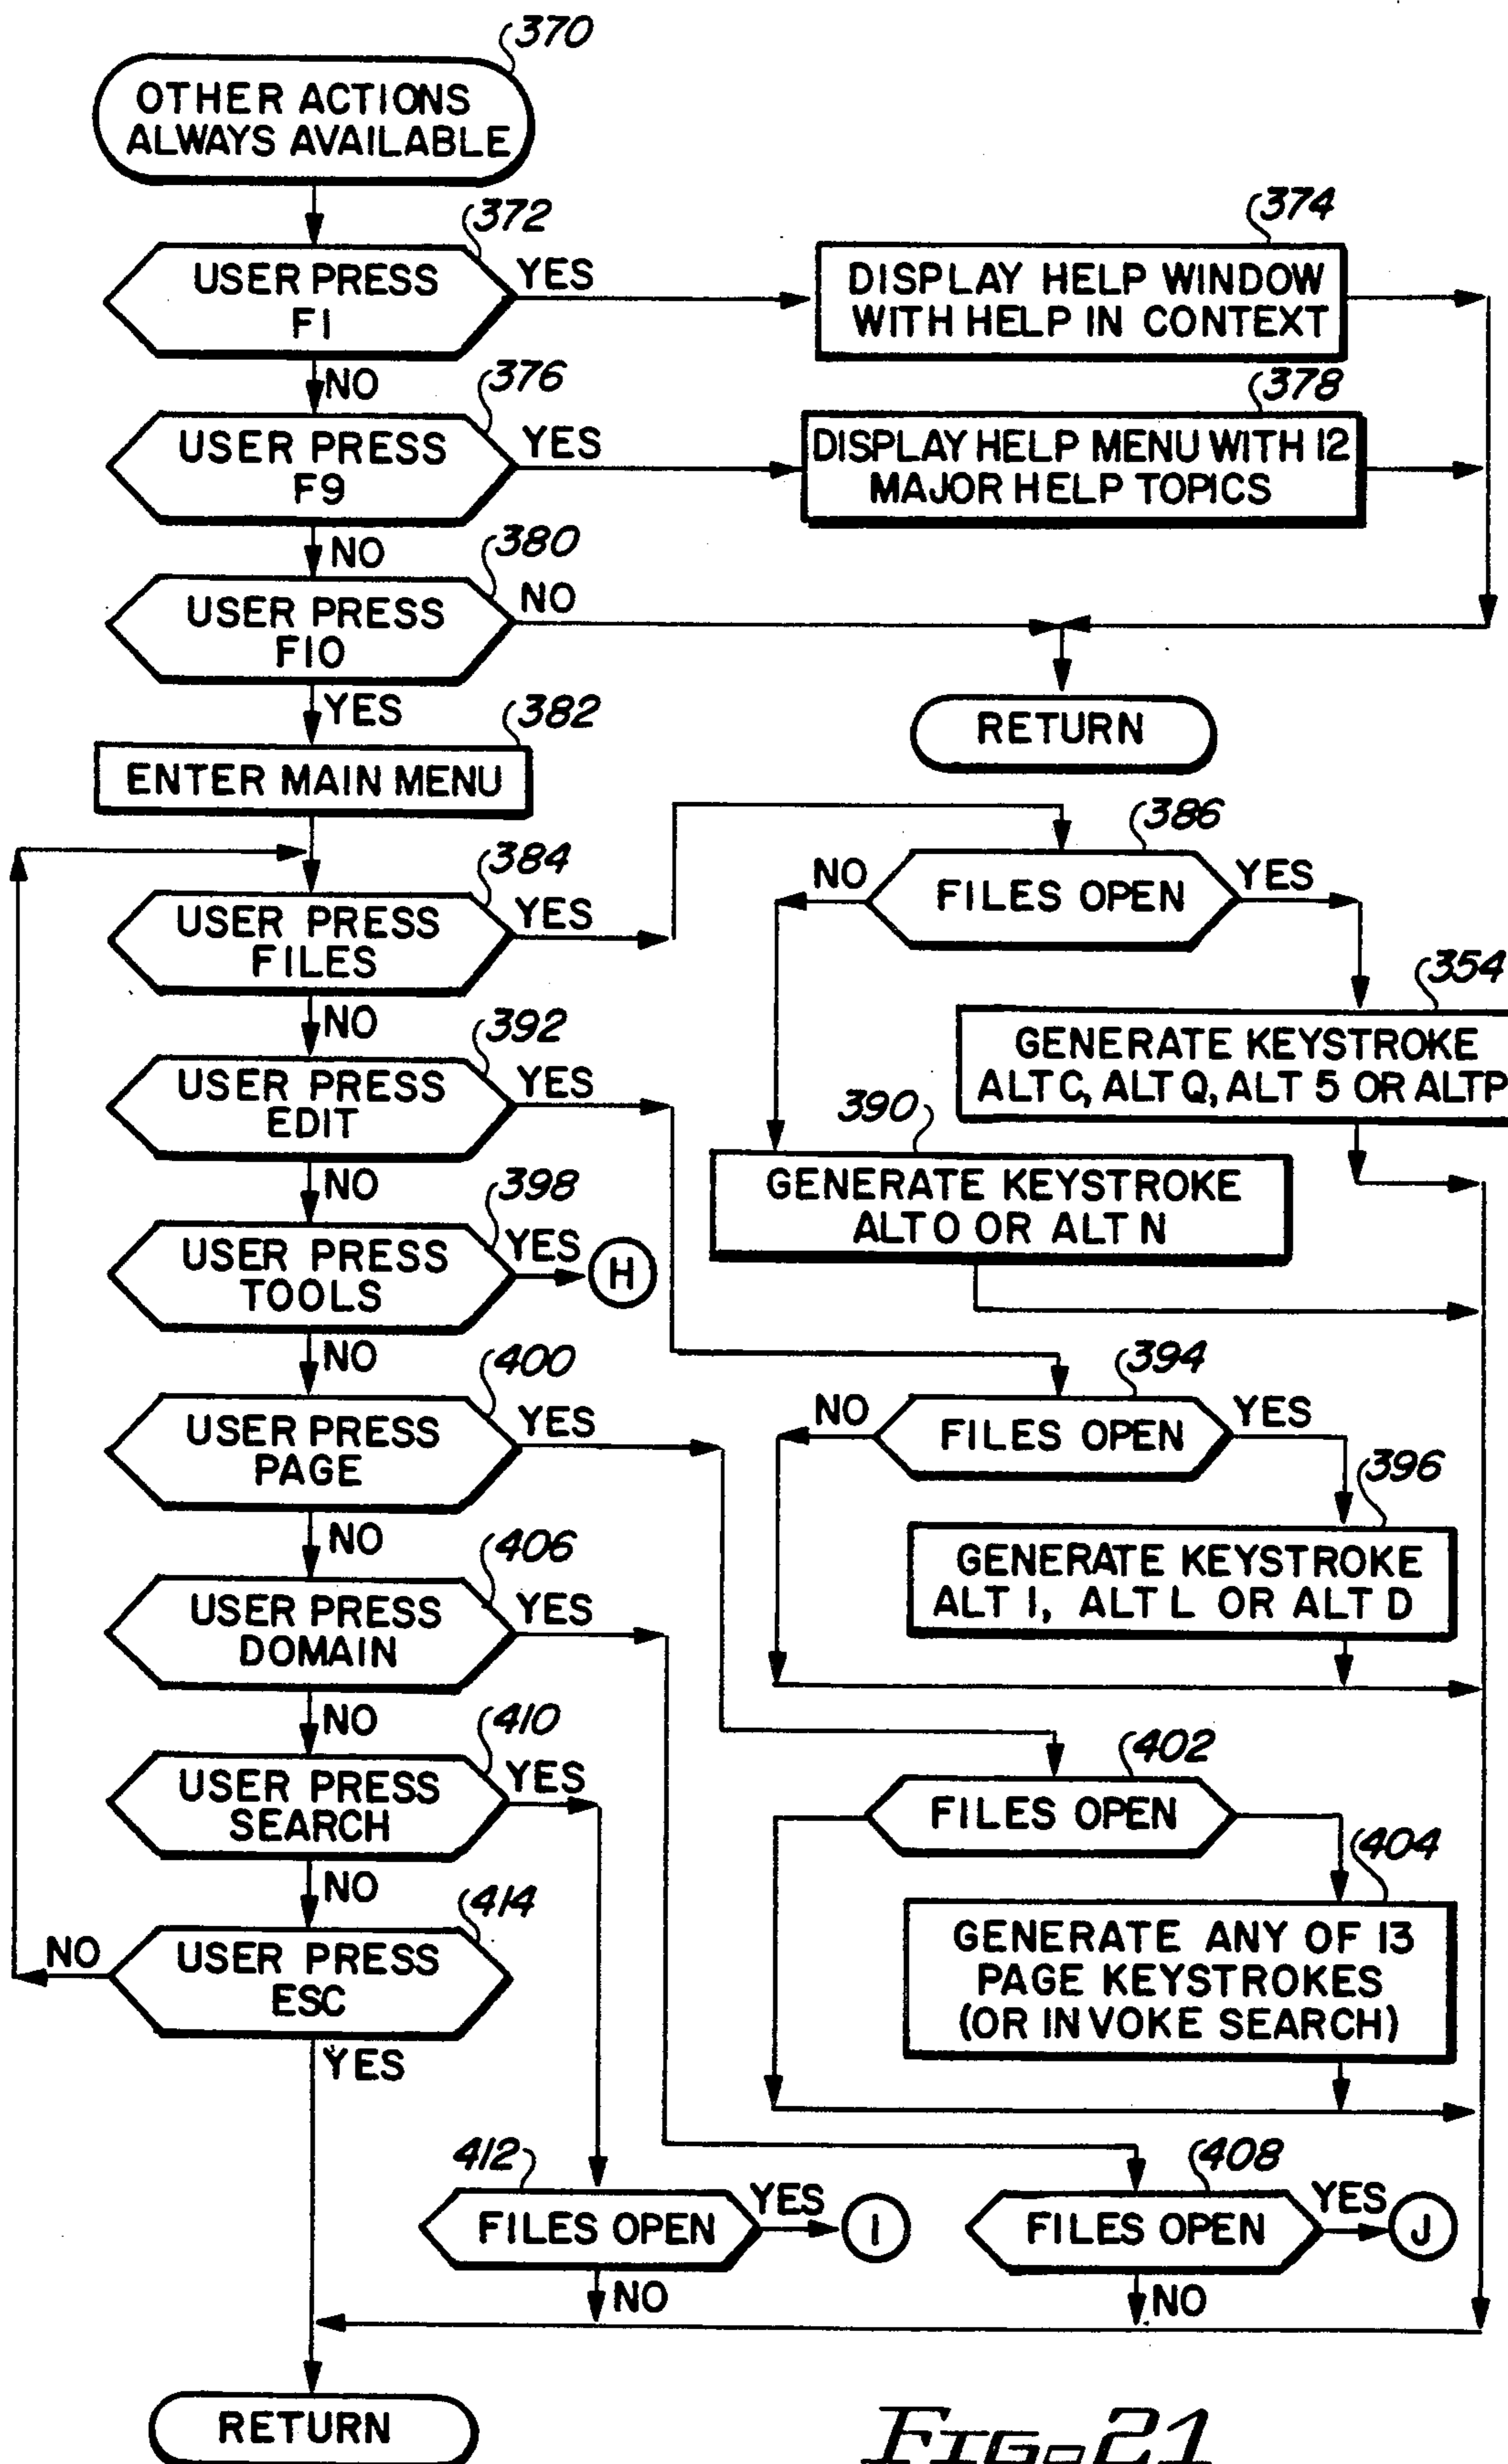 370
OTHER ACTIONS
ALWAYS AVAILABLE
372
USER PRESS
F1
YES
374
DISPLAY HELP WINDOW
WITH HELP IN CONTEXT
NO
376
USER PRESS
F9
YES
378
DISPLAY HELP MENU WITH 12
MAJOR HELP TOPICS
NO
380
USER PRESS
F10
NO
YES
RETURN
382
ENTER MAIN MENU
384
USER PRESS
FILES
YES
386
NO
FILES OPEN
YES
354
GENERATE KEYSTROKE
ALT C, ALT Q, ALT 5 OR ALT P
390
GENERATE KEYSTROKE
ALT O OR ALT N
NO
392
USER PRESS
EDIT
YES
NO
398
USER PRESS
TOOLS
YES
H
NO
394
NO
FILES OPEN
YES
396
GENERATE KEYSTROKE
ALT I, ALT L OR ALT D
400
USER PRESS
PAGE
YES
NO
406
USER PRESS
DOMAIN
YES
NO
402
FILES OPEN
404
GENERATE ANY OF 13
PAGE KEYSTROKES
(OR INVOKE SEARCH)
410
USER PRESS
SEARCH
YES
NO
414
NO
USER PRESS
ESC
YES
412
FILES OPEN
YES
I
NO
408
FILES OPEN
YES
J
NO
RETURN
FIG. 21